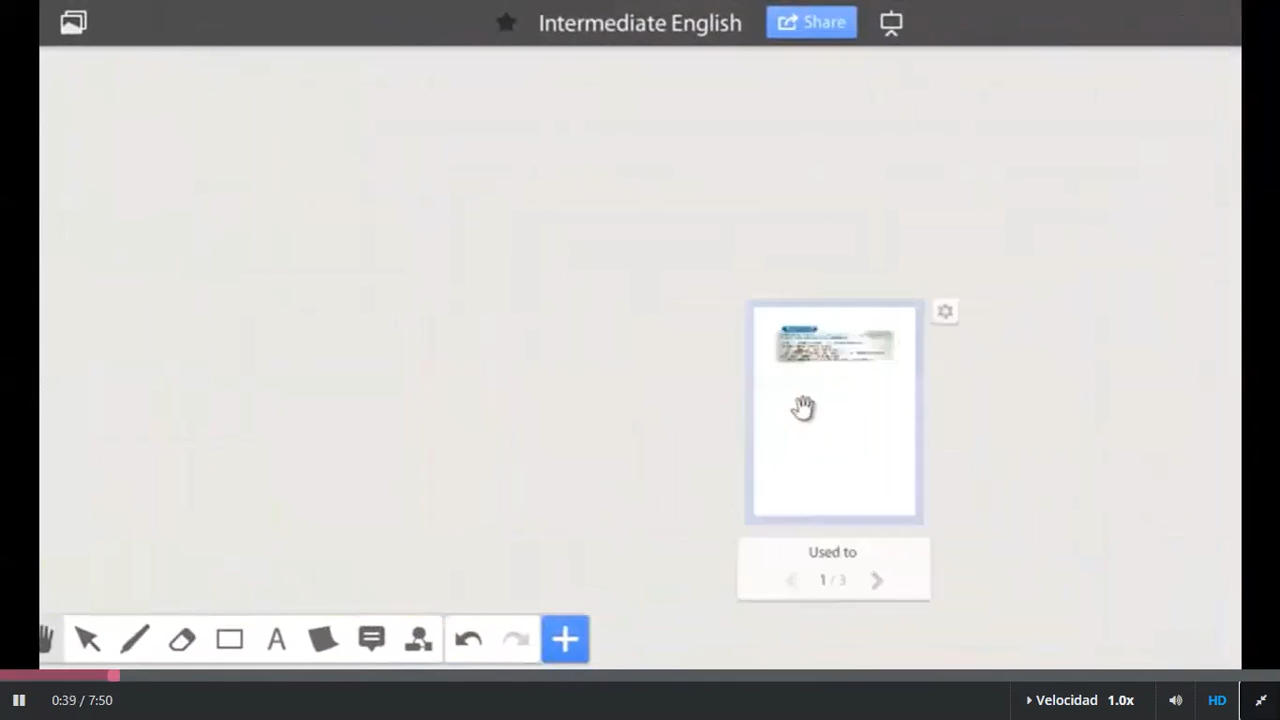 Intermediate English
Share
Used to
1 / 3
A
0:39 / 7:50
Velocidad 1.0x
HD